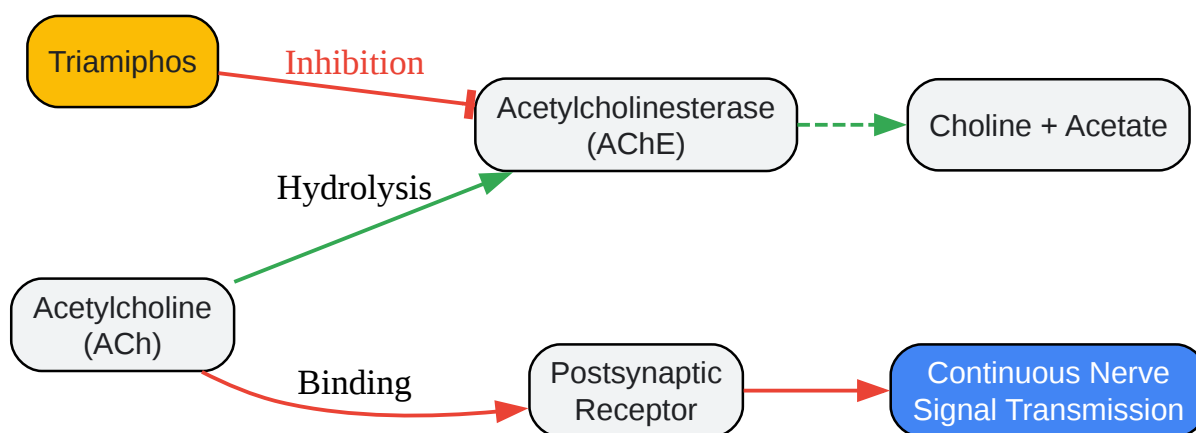 Triamiphos
Inhibition
Acetylcholinesterase
(AChE)
Choline + Acetate
Hydrolysis
Acetylcholine
(ACh)
Binding
Postsynaptic
Receptor
Continuous Nerve
Signal Transmission